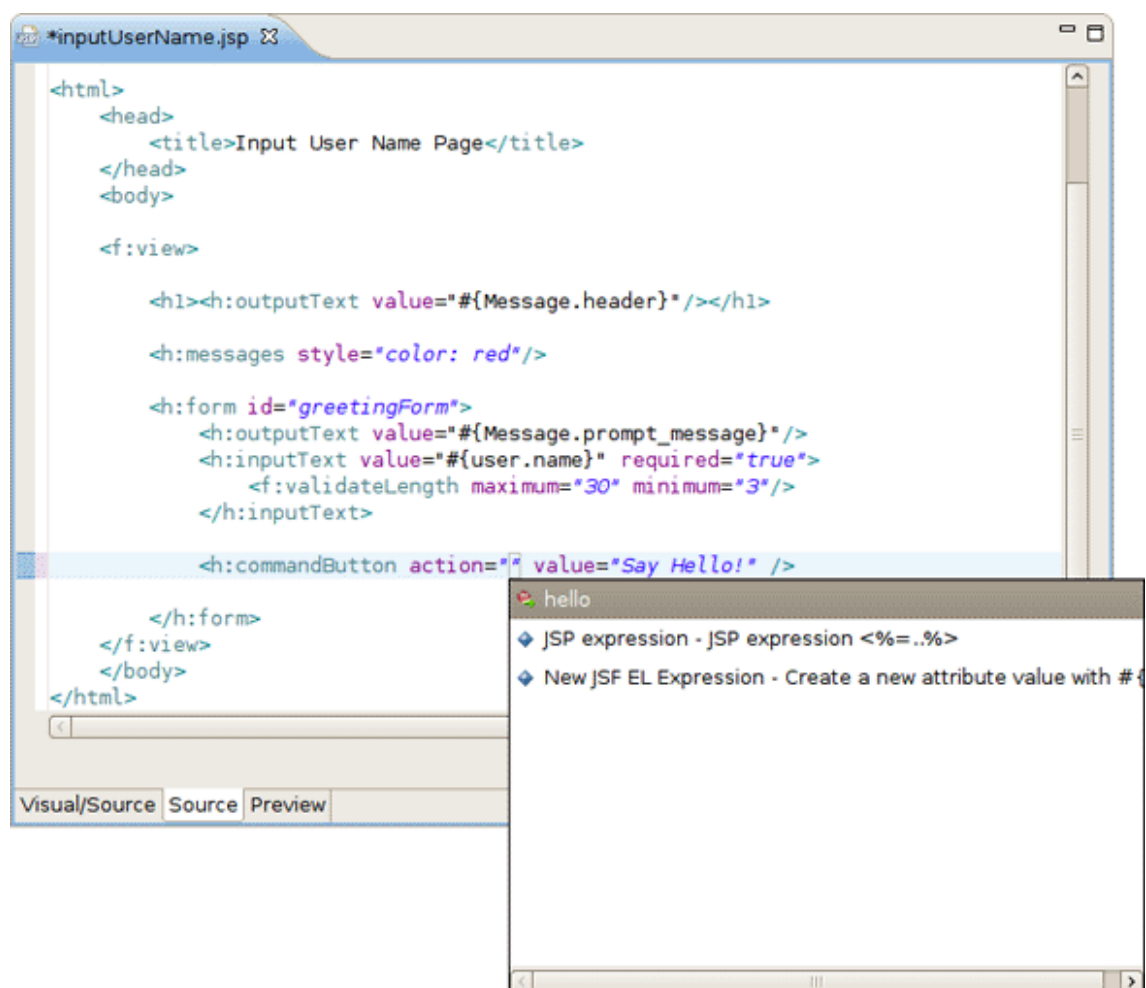 *inputUserName.jsp
<html>
<head>
<title>Input User Name Page</title>
</head>
<body>
<f:view>
<h1><h:outputText value="#{Message.header}"/></h1>
<h:messages style="color: red"/>
<h:form id="greetingForm">
<h:outputText value="#{Message.prompt_message}"/>
<h:inputText value="#{user.name}" required="true">
<f:validateLength maximum="30" minimum="3"/>
</h:inputText>
<h:commandButton action="" value="Say Hello!" />
</h:form>
</f:view>
</body>
</html>
hello
JSP expression - JSP expression <%=..%>
New JSF EL Expression - Create a new attribute value with #{
Visual/Source Source Preview